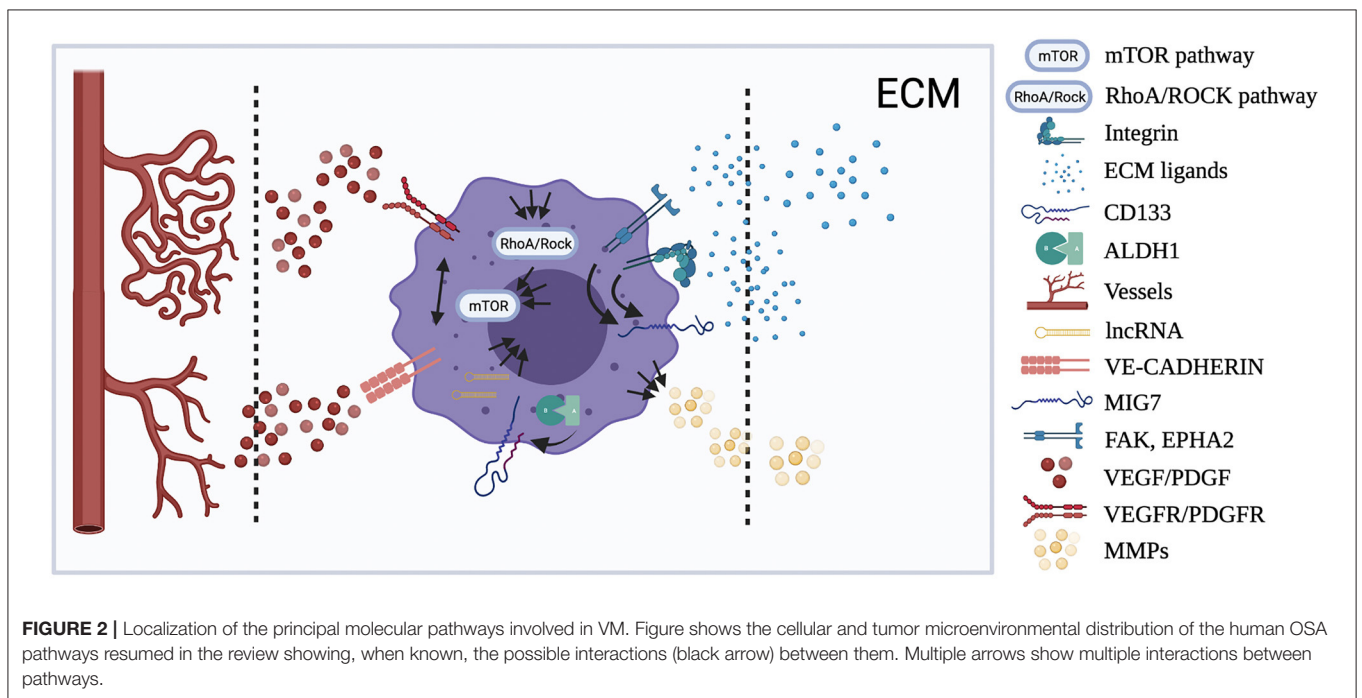 ECM
RhoA/Rock
mTOR
B A
mTOR mTOR pathway
RhoA/Rock RhoA/ROCK pathway
Integrin
ECM ligands
CD133
B A ALDH1
Vessels
lncRNA
VE-CADHERIN
MIG7
FAK, EPHA2
VEGF/PDGF
VEGFR/PDGFR
MMPs
FIGURE 2 | Localization of the principal molecular pathways involved in VM. Figure shows the cellular and tumor microenvironmental distribution of the human OSA
pathways resumed in the review showing, when known, the possible interactions (black arrow) between them. Multiple arrows show multiple interactions between
pathways.